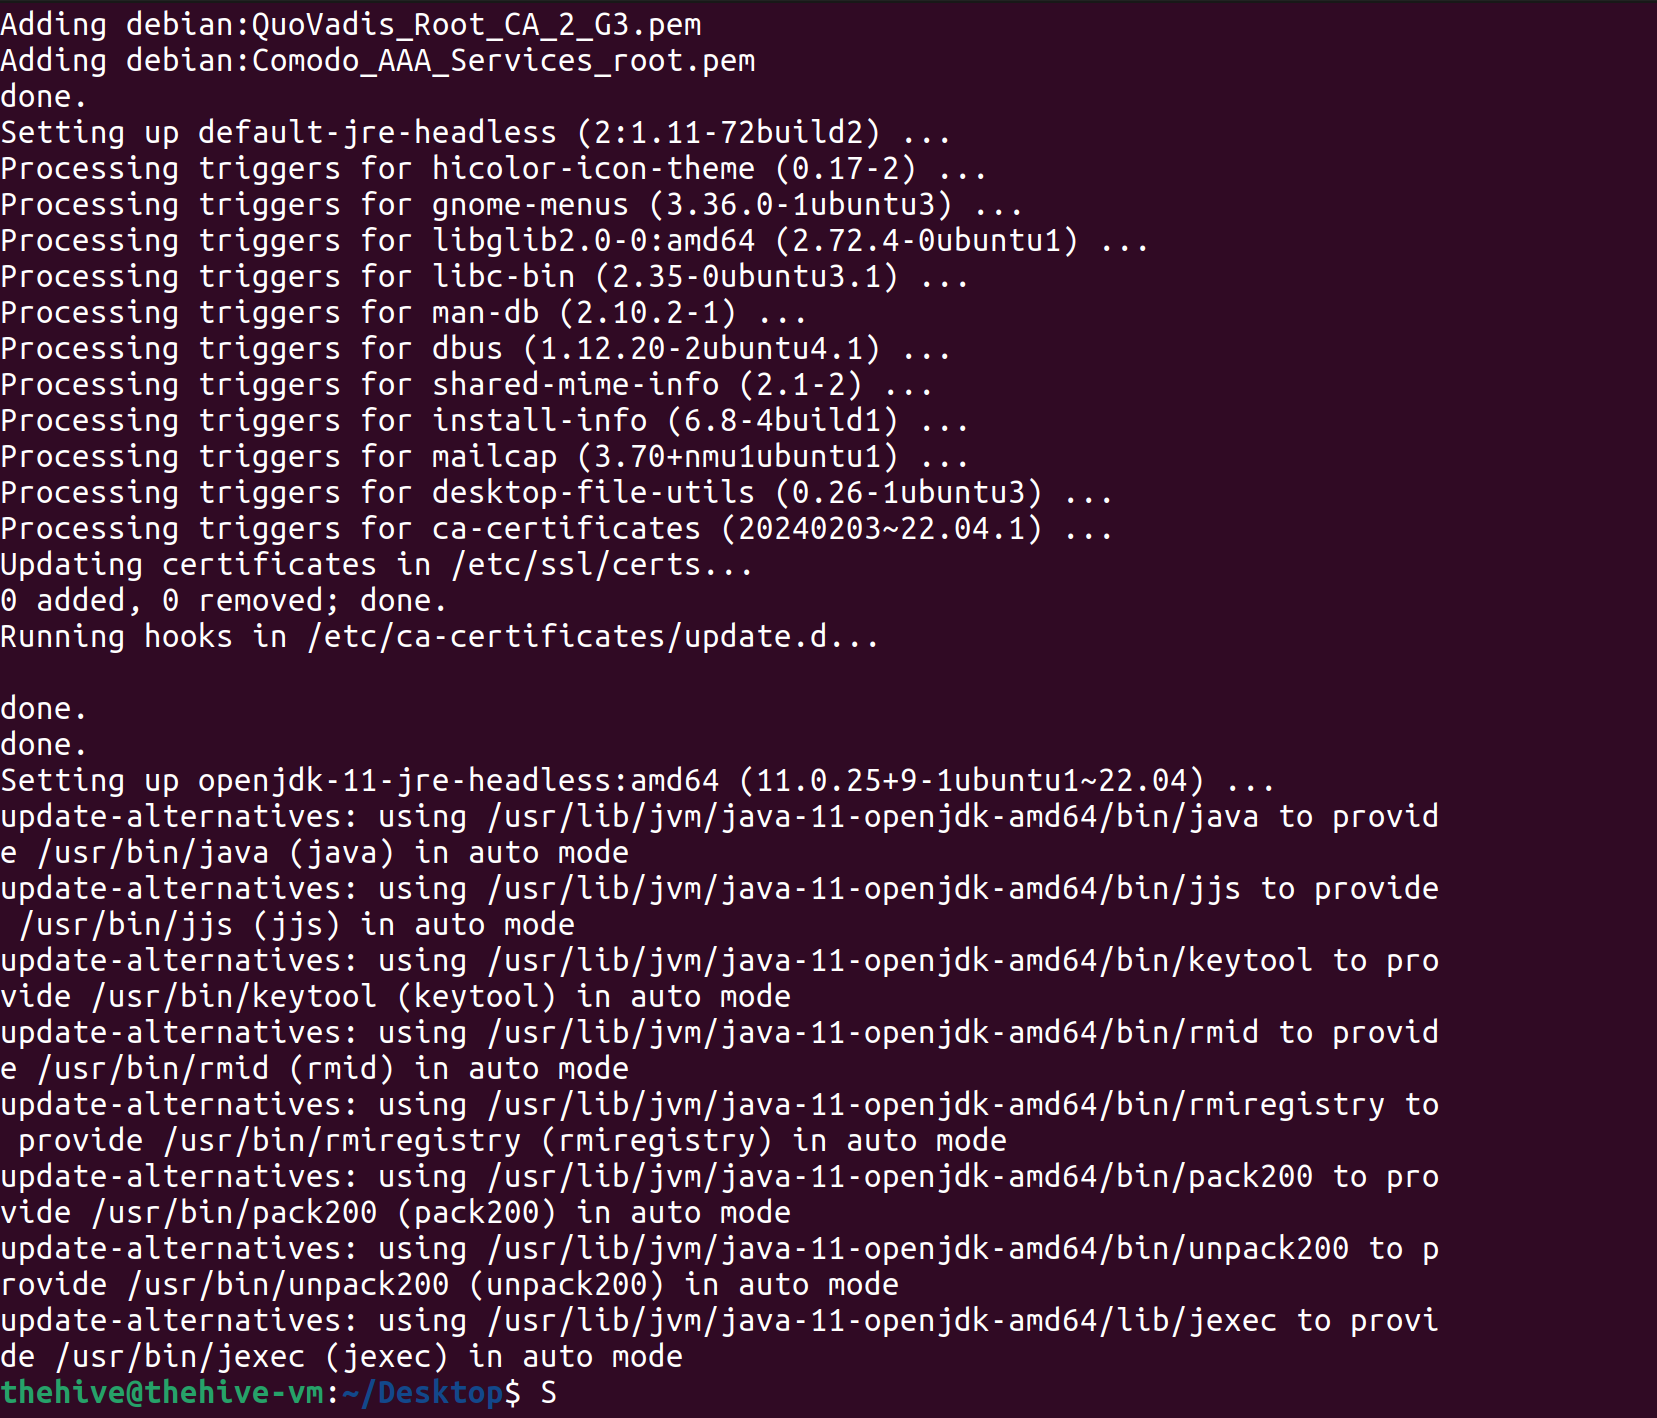 Adding debian:QuoVadis_Root_CA_2_G3.pem
Adding debian:Comodo_AAA_Services_root.pem
done.
Setting up default-jre-headless (2:1.11-72build2) ...
Processing triggers for hicolor-icon-theme (0.17-2) ...
Processing triggers for gnome-menus (3.36.0-1ubuntu3) ...
Processing triggers for libglib2.0-0:amd64 (2.72.4-0ubuntu1) ...
Processing triggers for libc-bin (2.35-0ubuntu3.1) ...
Processing triggers for man-db (2.10.2-1) ...
Processing triggers for dbus (1.12.20-2ubuntu4.1) ...
Processing triggers for shared-mime-info (2.1-2) ...
Processing triggers for install-info (6.8-4build1) ...
Processing triggers for mailcap (3.70+nmu1ubuntu1) ...
Processing triggers for desktop-file-utils (0.26-1ubuntu3) ...
Processing triggers for ca-certificates (20240203~22.04.1) ...
Updating certificates in /etc/ssl/certs...
0 added, 0 removed; done.
Running hooks in /etc/ca-certificates/update.d...

done.
done.
Setting up openjdk-11-jre-headless:amd64 (11.0.25+9-1ubuntu1~22.04) ...
update-alternatives: using /usr/lib/jvm/java-11-openjdk-amd64/bin/java to provid
e /usr/bin/java (java) in auto mode
update-alternatives: using /usr/lib/jvm/java-11-openjdk-amd64/bin/jjs to provide
 /usr/bin/jjs (jjs) in auto mode
update-alternatives: using /usr/lib/jvm/java-11-openjdk-amd64/bin/keytool to pro
vide /usr/bin/keytool (keytool) in auto mode
update-alternatives: using /usr/lib/jvm/java-11-openjdk-amd64/bin/rmid to provid
e /usr/bin/rmid (rmid) in auto mode
update-alternatives: using /usr/lib/jvm/java-11-openjdk-amd64/bin/rmiregistry to
 provide /usr/bin/rmiregistry (rmiregistry) in auto mode
update-alternatives: using /usr/lib/jvm/java-11-openjdk-amd64/bin/pack200 to pro
vide /usr/bin/pack200 (pack200) in auto mode
update-alternatives: using /usr/lib/jvm/java-11-openjdk-amd64/bin/unpack200 to p
rovide /usr/bin/unpack200 (unpack200) in auto mode
update-alternatives: using /usr/lib/jvm/java-11-openjdk-amd64/lib/jexec to provi
de /usr/bin/jexec (jexec) in auto mode
thehive@thehive-vm:~/Desktop$ S